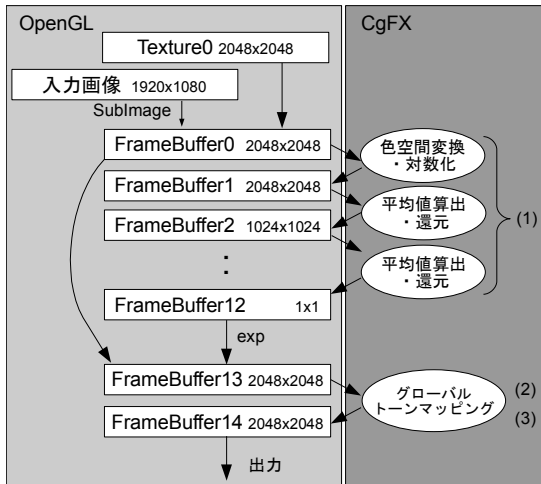 OpenGL
CgFX
Texture0 2048x2048
入力画像 1920x1080
SubImage
FrameBuffer0 2048x2048
色空間変換
・対数化
FrameBuffer1 2048x2048
平均値算出
・還元
(1)
FrameBuffer2 1024x1024
:
平均値算出
・還元
FrameBuffer12 1x1
exp
FrameBuffer13 2048x2048
グローバル
トーンマッピング
(2)
(3)
FrameBuffer14 2048x2048
出力